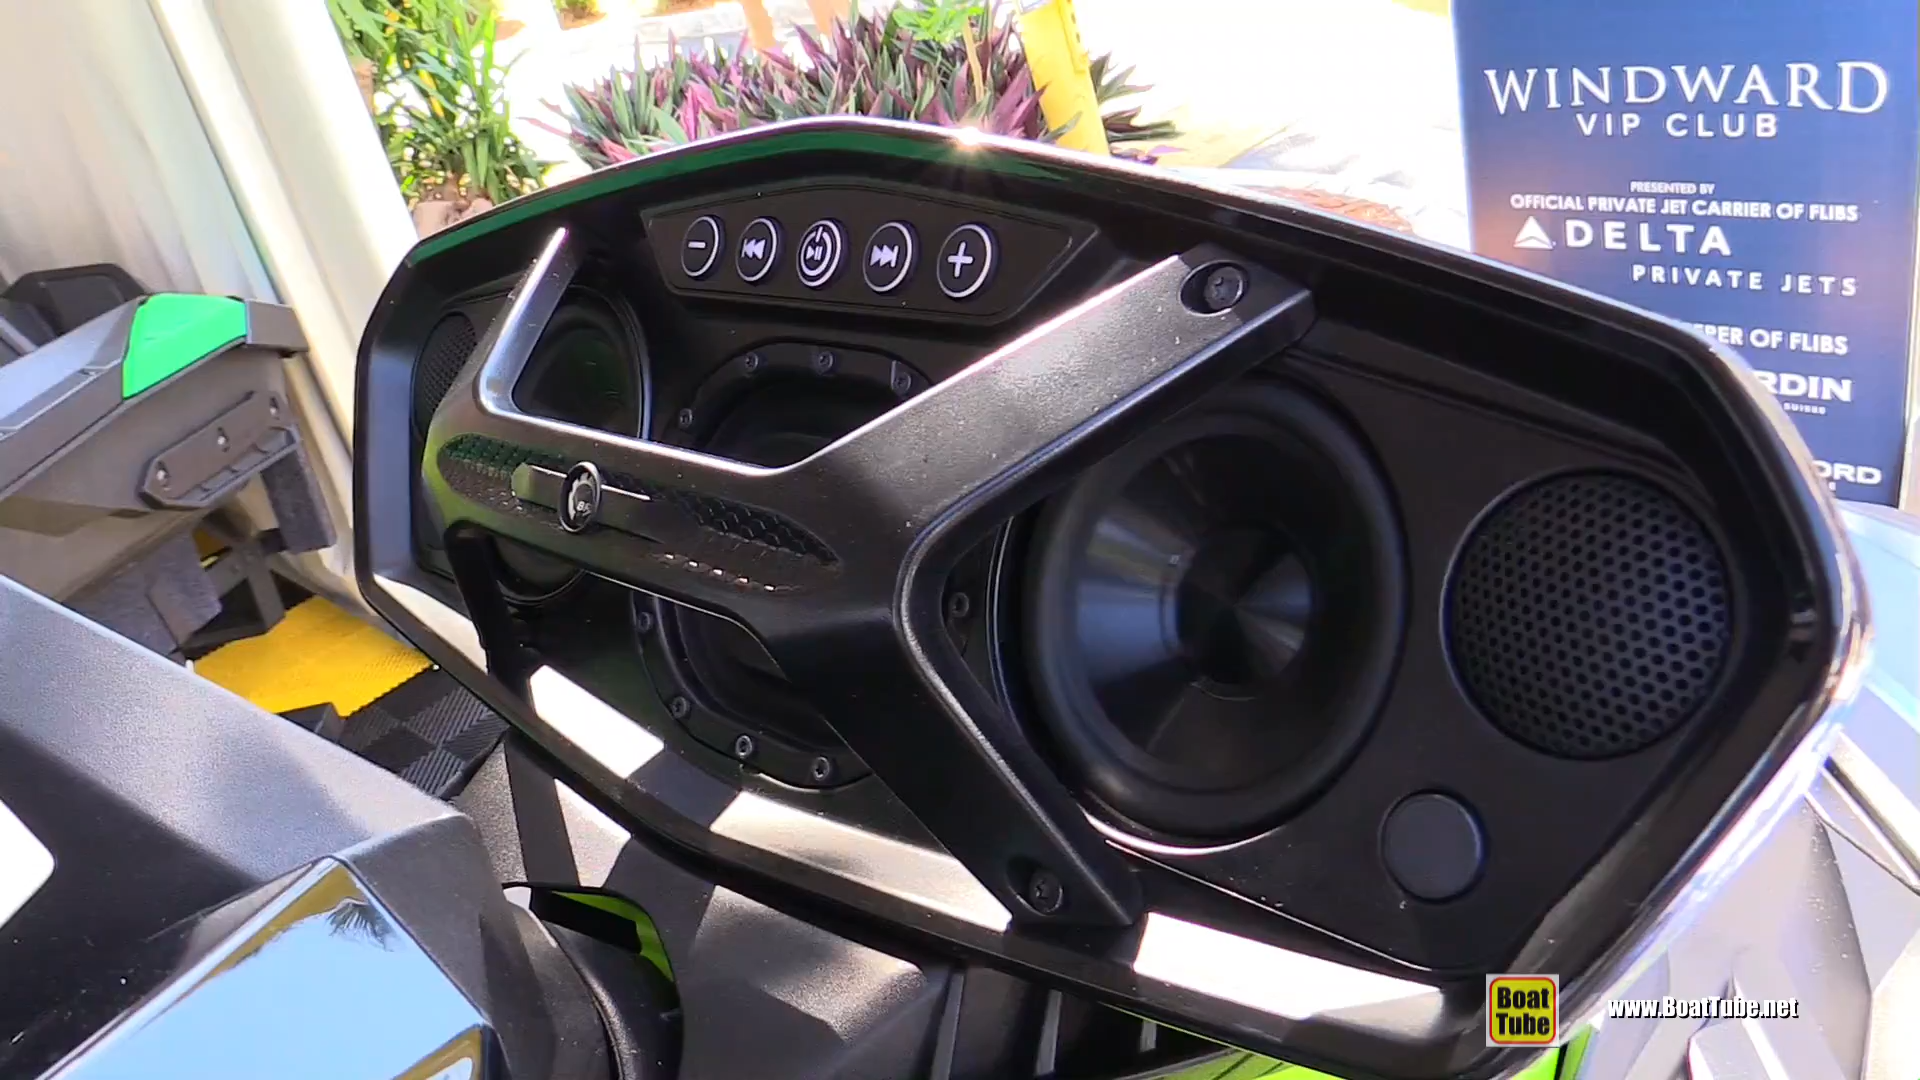 WINDWARD
VIP CLUB
PRESENTED BY
OFFICIAL PRIVATE JET CARRIER OF FLIBS
DELTA
PRIVATE JETS
OF FLIBS
SUISSE
Boat
Tube
www.BoatTube.net